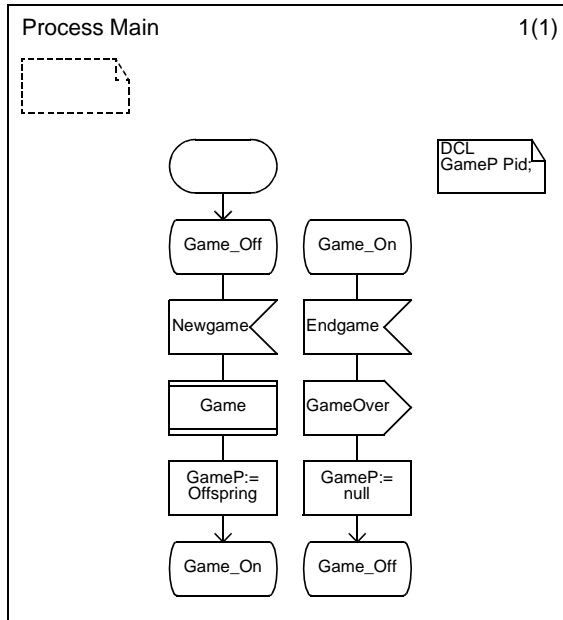 Process Main
1(1)
DCL
GameP Pid;
Game_Off
Newgame
Game
GameP:=
Offspring
Game_On
Game_On
Endgame
GameOver
GameP:=
null
Game_Off